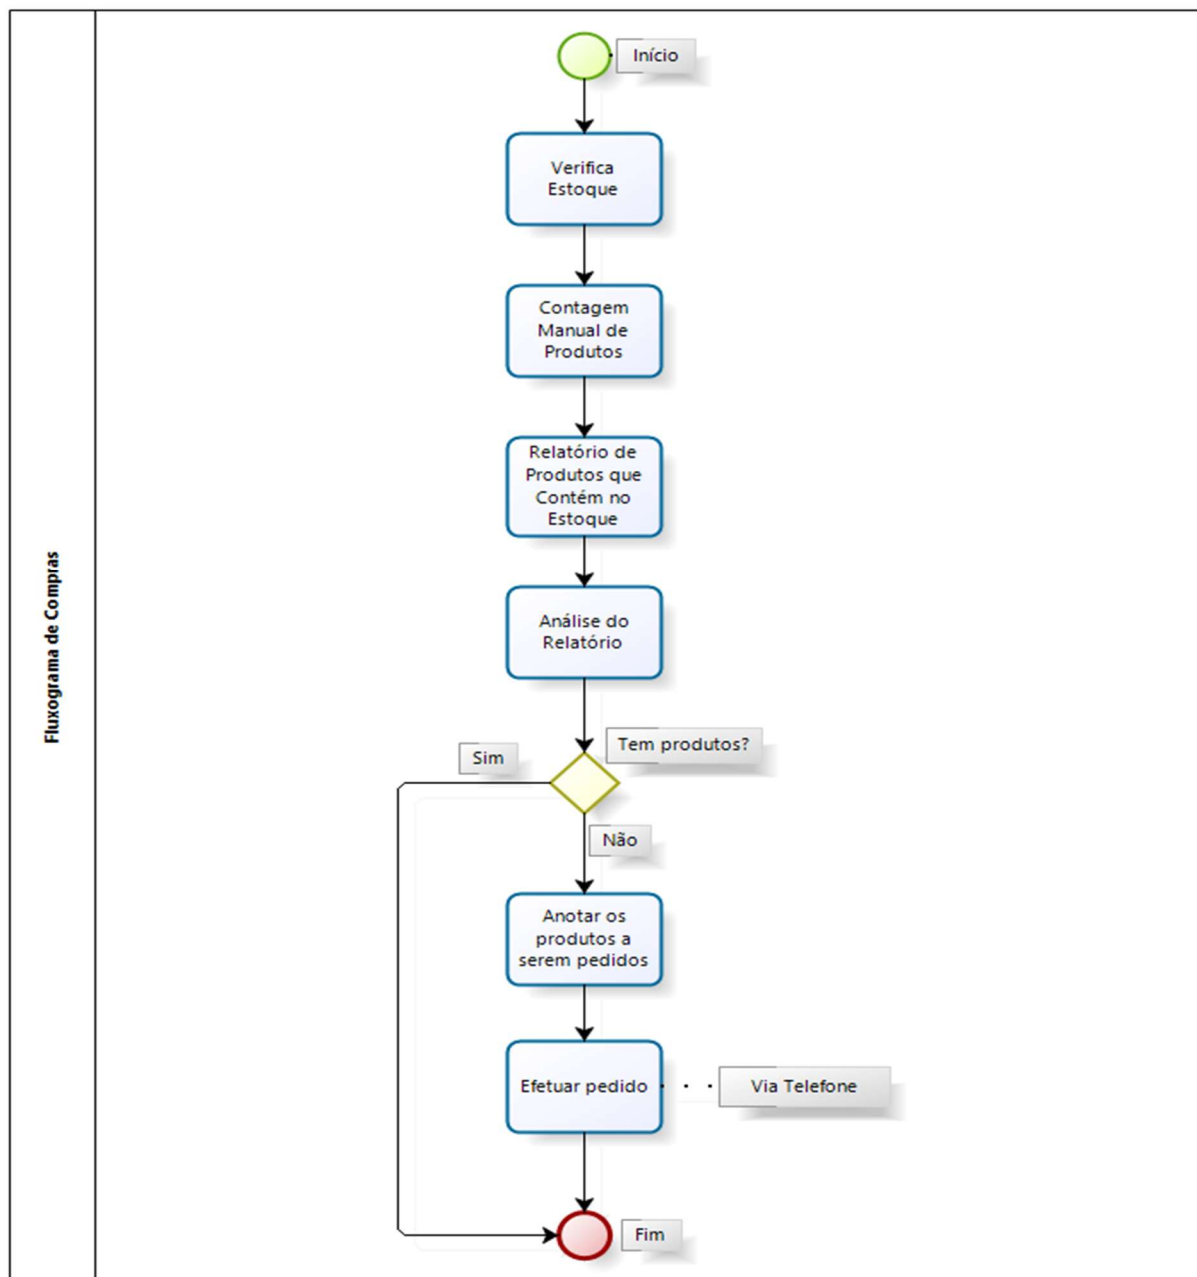 Fluxograma de Compras
Início
Verifica
Estoque
Contagem
Manual de
Produtos
Relatório de
Produtos que
Contém no
Estoque
Análise do
Relatório
Tem produtos?
Sim
Não
Anotar os
produtos a
serem pedidos
Efetuar pedido
Via Telefone
Fim